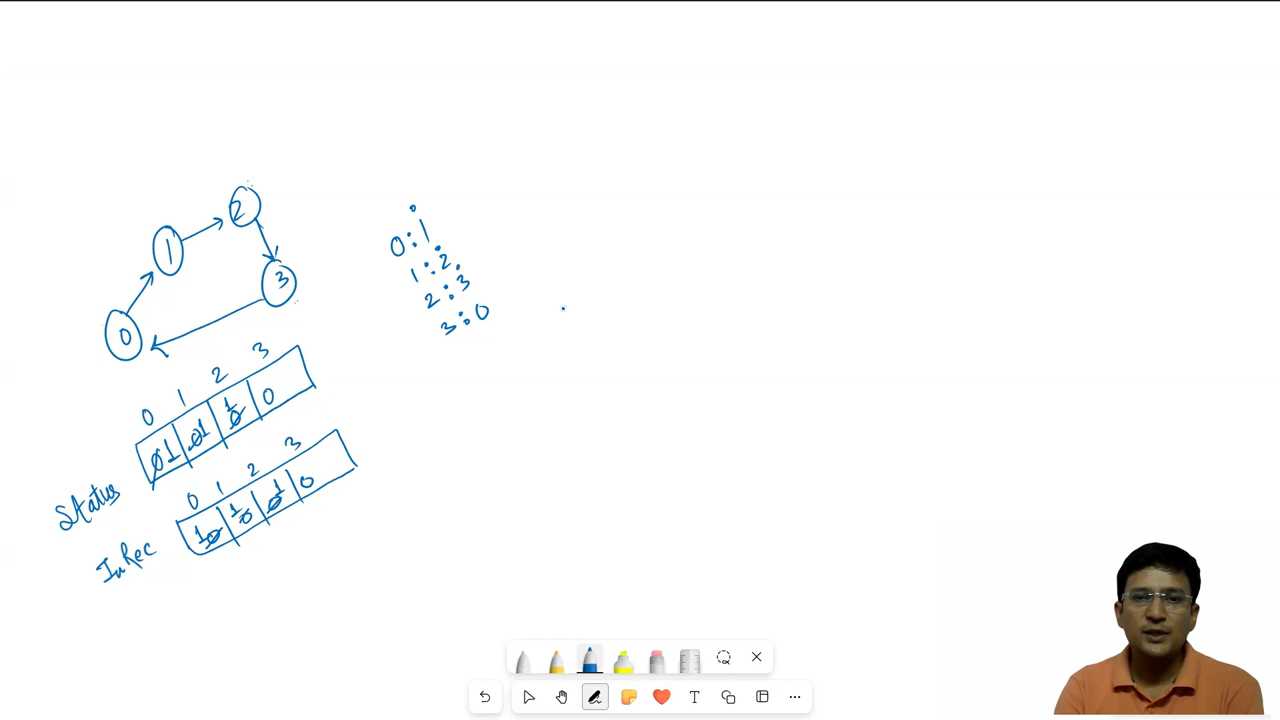 2
1
3
0
0:1
1:2
2:3
3:0
0 1 2 3
0 1 0 1 0 1 0
Status
0 1 2 3
1 0 1 0 0 1 0
InRec
T